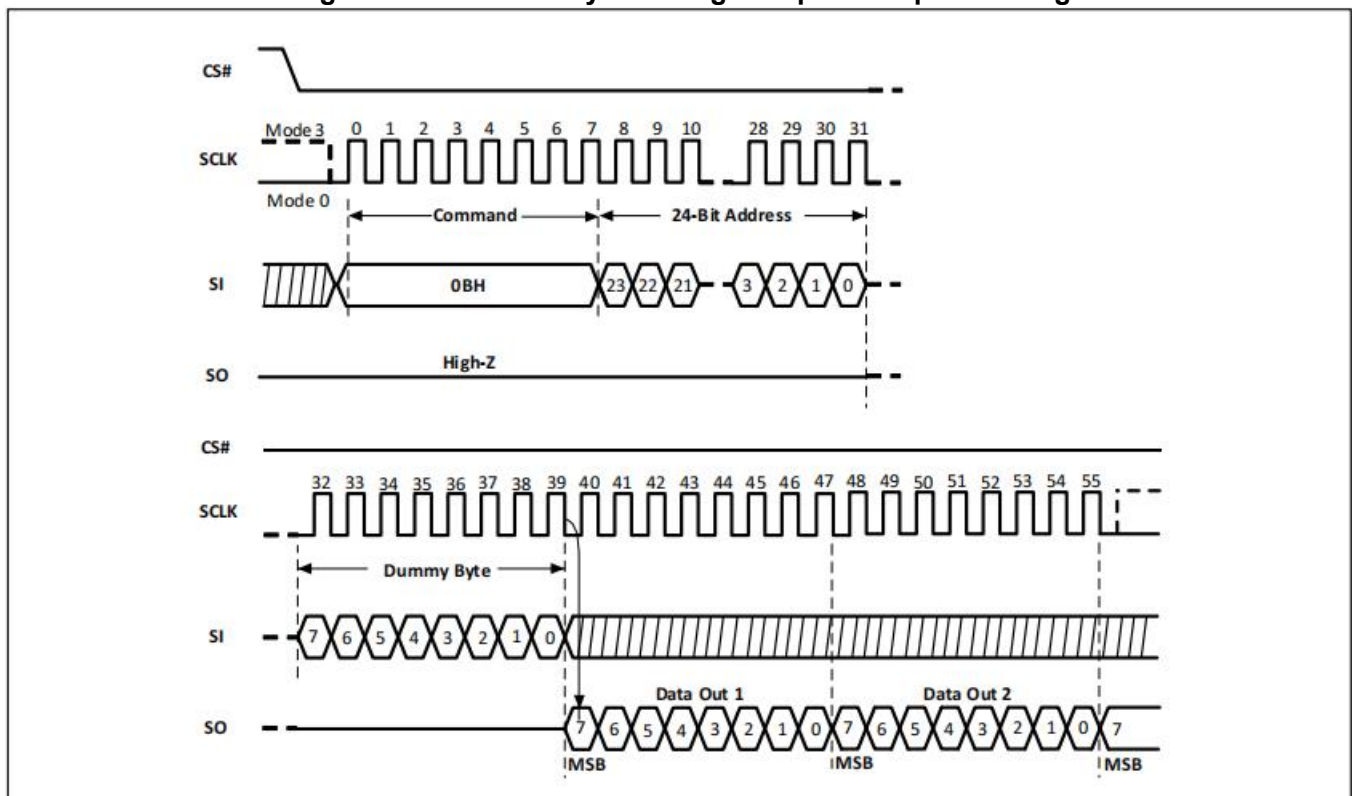 CS#
Mode 3 0 1 2 3 4 5 6 7 8 9 10 28 29 30 31
SCLK
Mode 0
Command 24-Bit Address
SI 0BH 23 22 21 3 2 1 0
High-Z
SO
CS#
32 33 34 35 36 37 38 39 40 41 42 43 44 45 46 47 48 49 50 51 52 53 54 55
SCLK
Dummy Byte
SI 7 6 5 4 3 2 1 0
Data Out 1 Data Out 2
SO 7 6 5 4 3 2 1 0 7 6 5 4 3 2 1 0 7
MSB MSB MSB